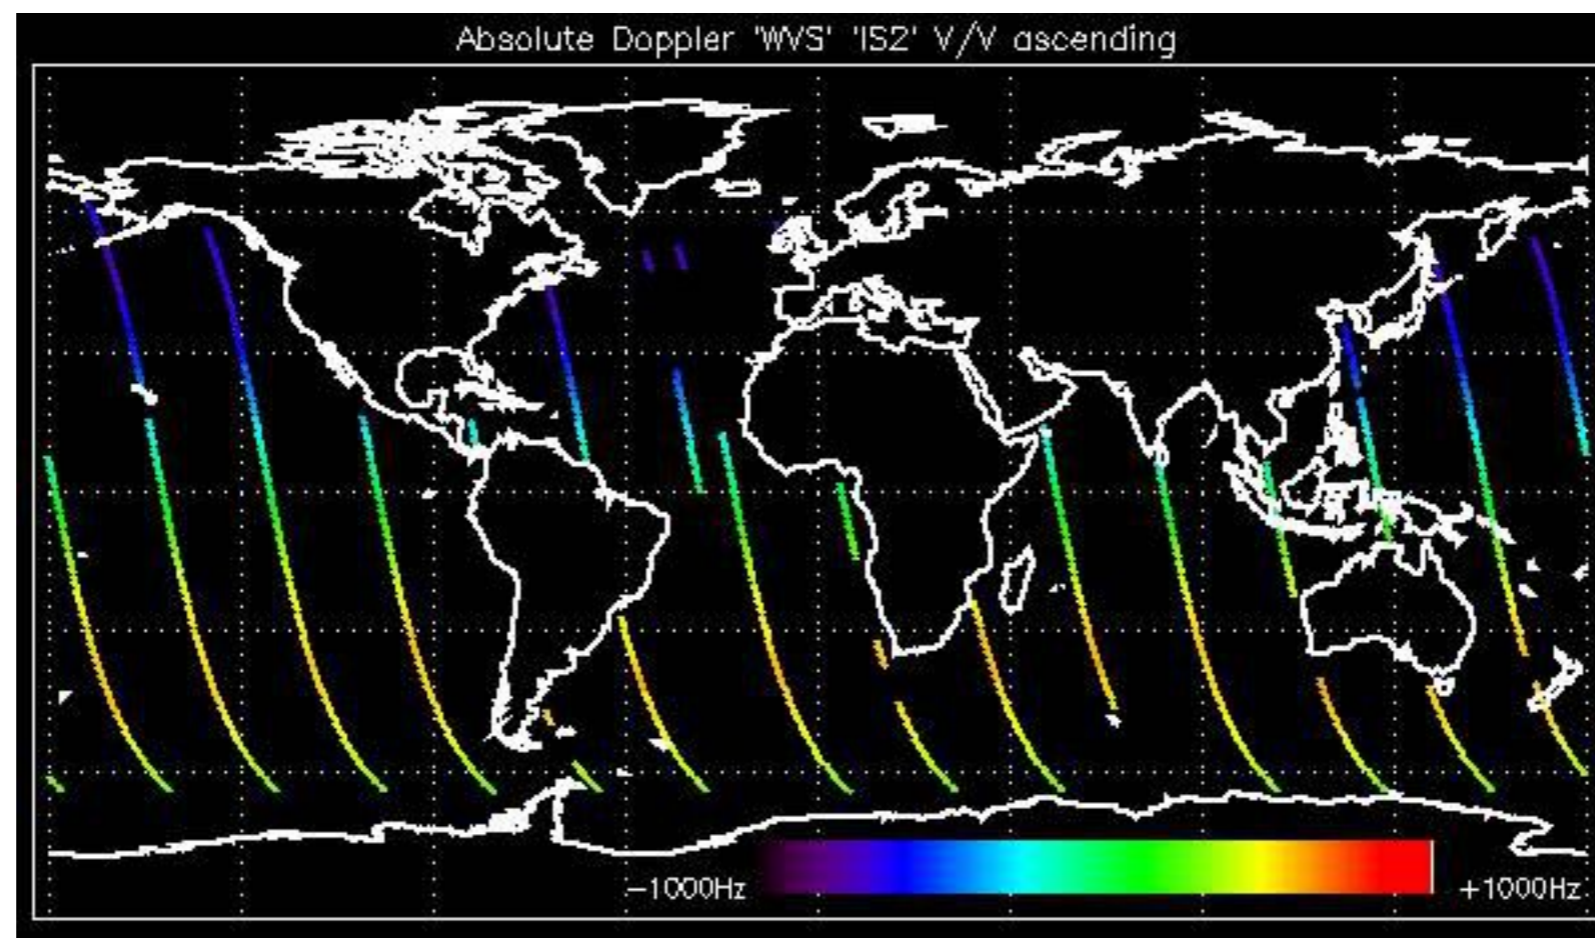 Absolute Doppler 'WVS' 'IS2' V/V ascending
−1000Hz +1000Hz